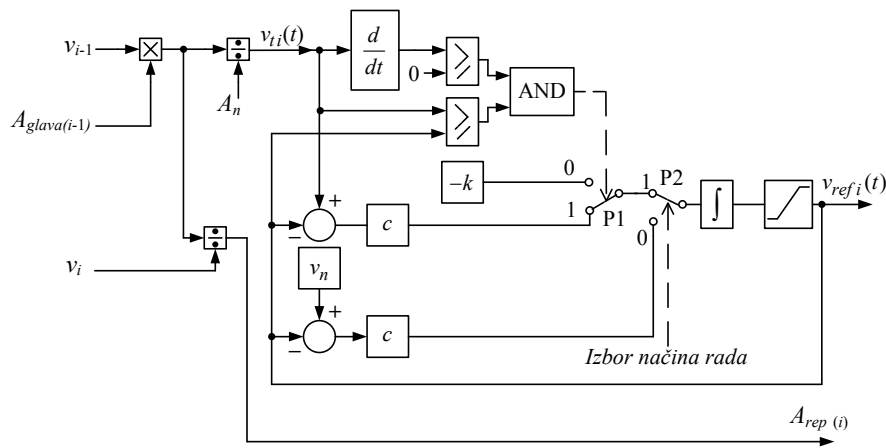 v_{i-1}
×
÷
v_{ti}(t)
d
dt
≥
0
AND
A_n
A_{glava(i-1)}
≥
0
−k
1
P1
1
P2
0
∫
v_{ref i}(t)
+
−
c
÷
v_i
v_n
+
−
c
Izbor načina rada
A_{rep (i)}